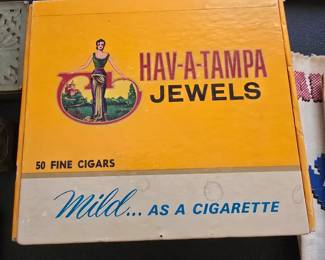 HAV-A-TAMPA
JEWELS
50 FINE CIGARS
Mild... AS A CIGARETTE